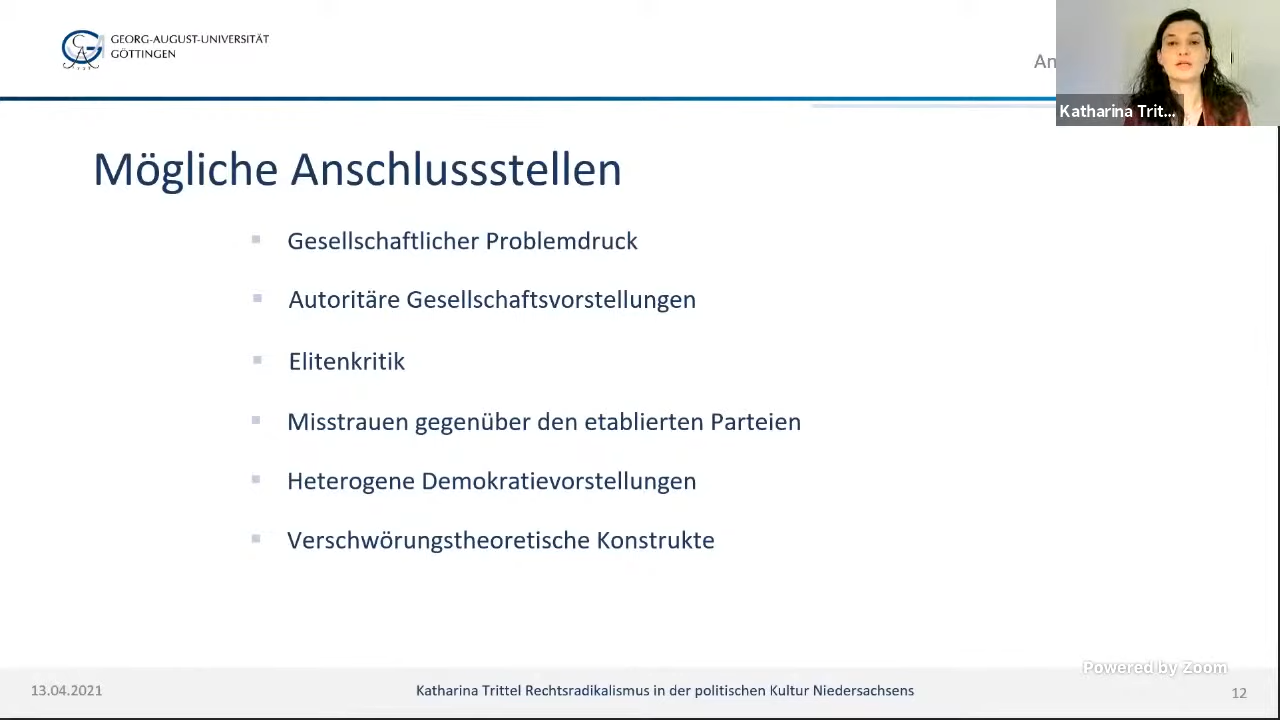 GEORG-AUGUST-UNIVERSITÄT
GÖTTINGEN
An
Katharina Trit...
Mögliche Anschlussstellen
Gesellschaftlicher Problemdruck
Autoritäre Gesellschaftsvorstellungen
Elitenkritik
Misstrauen gegenüber den etablierten Parteien
Heterogene Demokratievorstellungen
Verschwörungstheoretische Konstrukte
Powered by Zoom
13.04.2021
Katharina Trittel Rechtsradikalismus in der politischen Kultur Niedersachsens
12